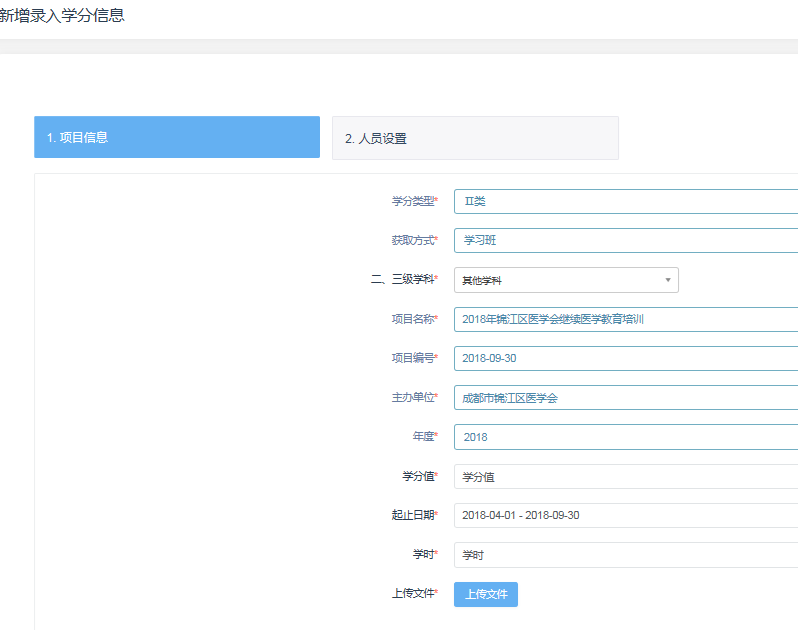 新增录入学分信息
1. 项目信息
2. 人员设置
学分类型* II类
获取方式* 学习班
二、三级学科* 其他学科
项目名称* 2018年锦江区医学会继续医学教育培训
项目编号* 2018-09-30
主办单位* 成都市锦江区医学会
年度* 2018
学分值* 学分值
起止日期* 2018-04-01 - 2018-09-30
学时* 学时
上传文件* 上传文件